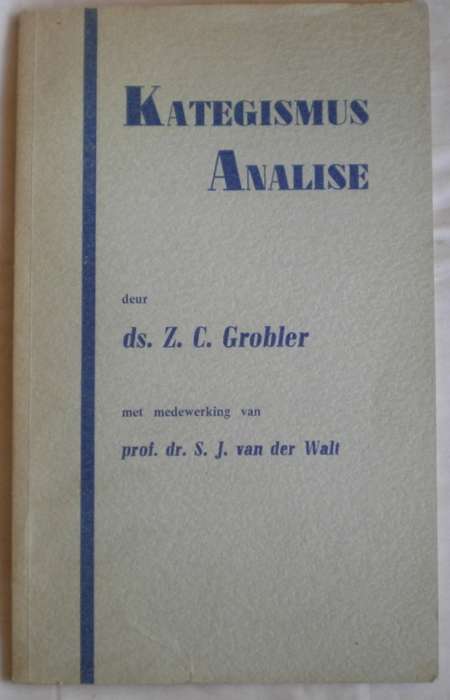 KATEGISMUS
ANALISE
deur
ds. Z. C. Grobler
met medewerking van
prof. dr. S. J. van der Walt